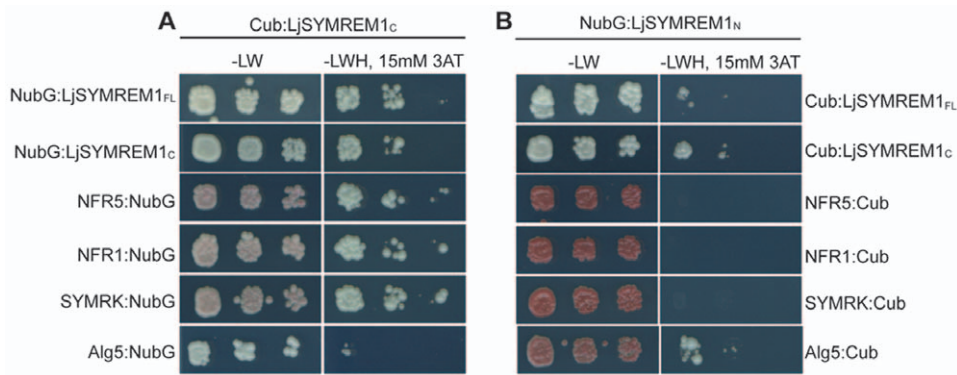 A
Cub:LjSYMREM1C
-LW -LWH, 15mM 3AT
NubG:LjSYMREM1FL
NubG:LjSYMREM1C
NFR5:NubG
NFR1:NubG
SYMRK:NubG
Alg5:NubG
B
NubG:LjSYMREM1N
-LW -LWH, 15mM 3AT
Cub:LjSYMREM1FL
Cub:LjSYMREM1C
NFR5:Cub
NFR1:Cub
SYMRK:Cub
Alg5:Cub